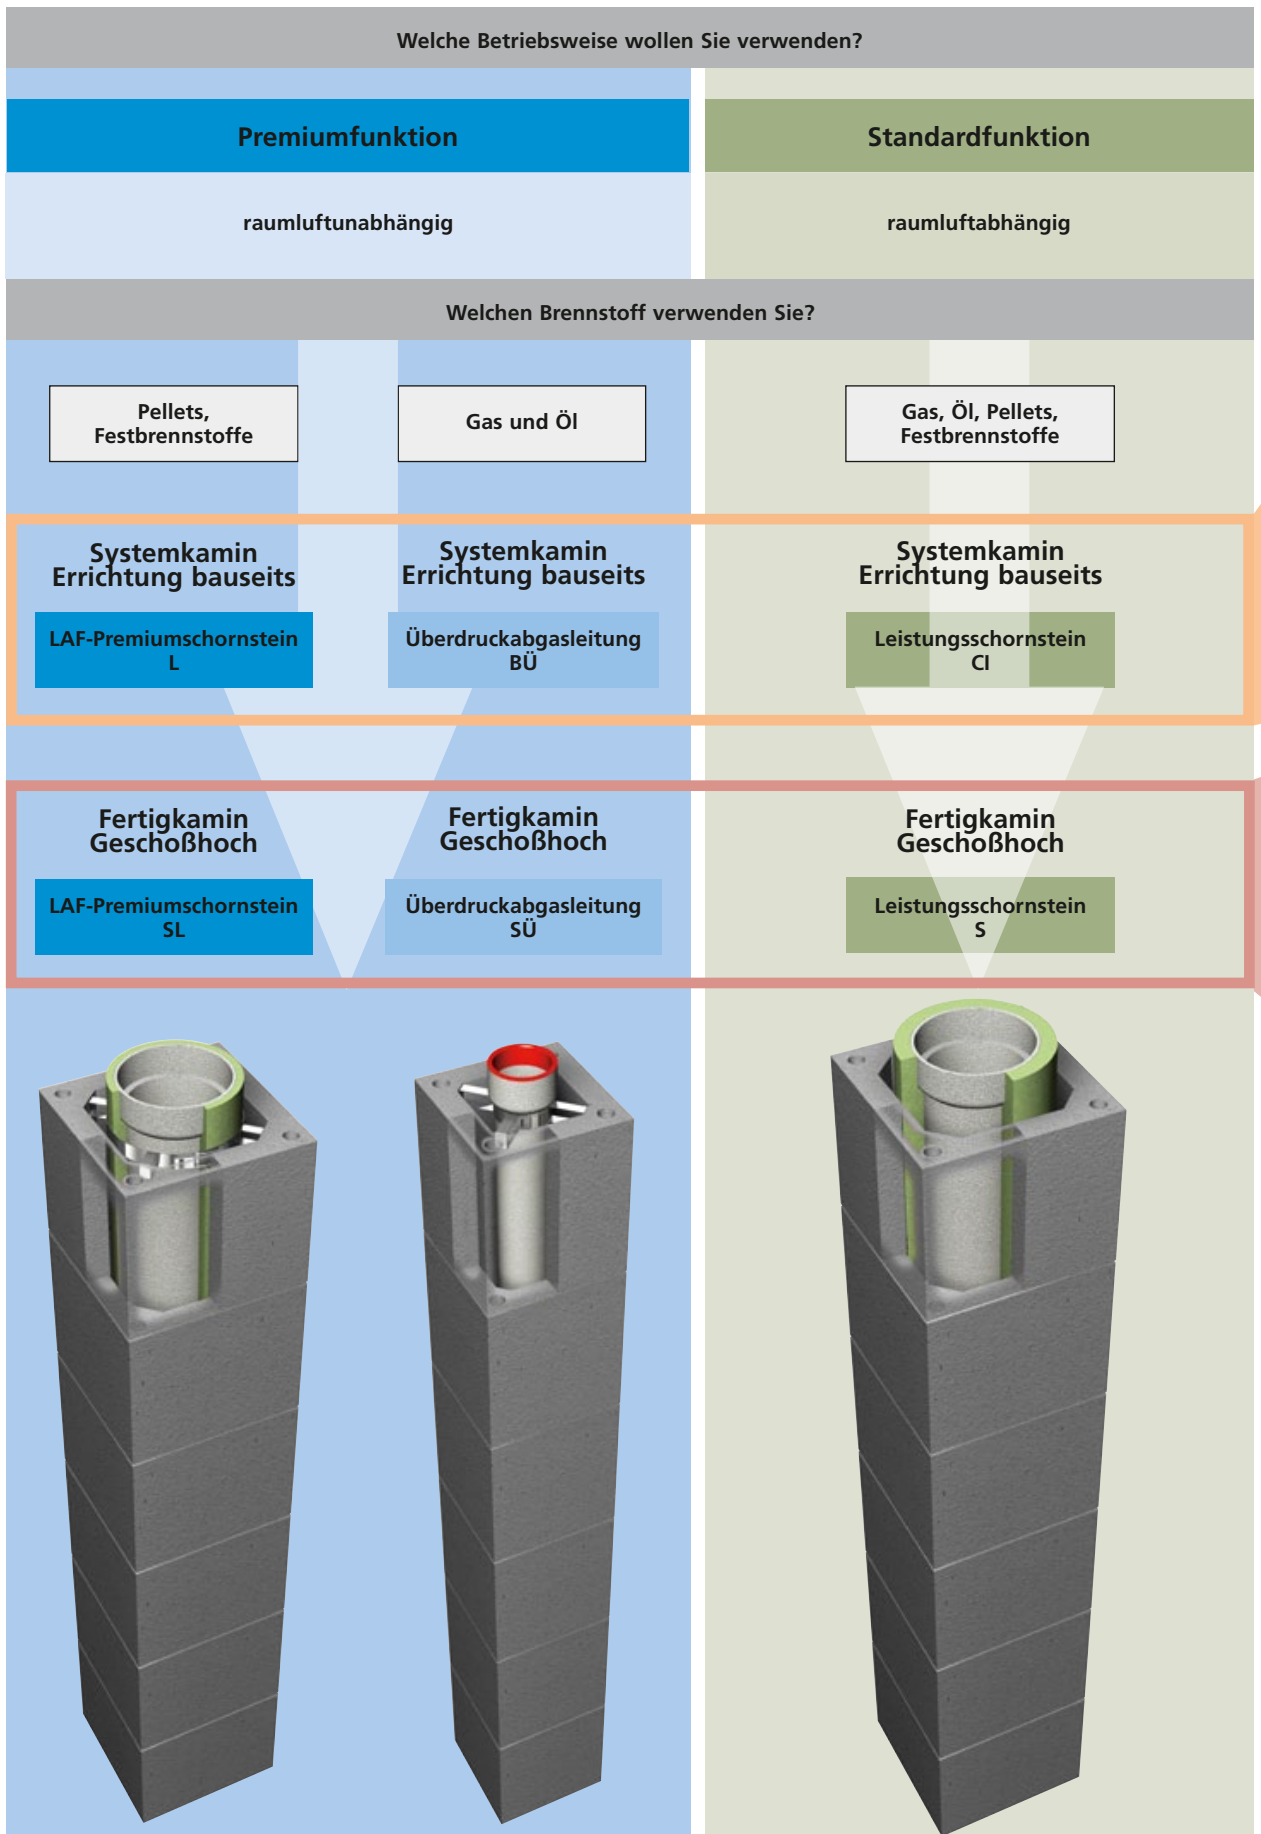 Welche Betriebsweise wollen Sie verwenden?
Premiumfunktion
Standardfunktion
raumluftunabhängig
raumluftabhängig
Welchen Brennstoff verwenden Sie?
Pellets,
Festbrennstoffe
Gas und Öl
Gas, Öl, Pellets,
Festbrennstoffe
Systemkamin
Errichtung bauseits
Systemkamin
Errichtung bauseits
Systemkamin
Errichtung bauseits
LAF-Premiumschornstein
L
Überdruckabgasleitung
BÜ
Leistungsschornstein
CI
Fertigkamin
Geschoßhoch
Fertigkamin
Geschoßhoch
Fertigkamin
Geschoßhoch
LAF-Premiumschornstein
SL
Überdruckabgasleitung
SÜ
Leistungsschornstein
S